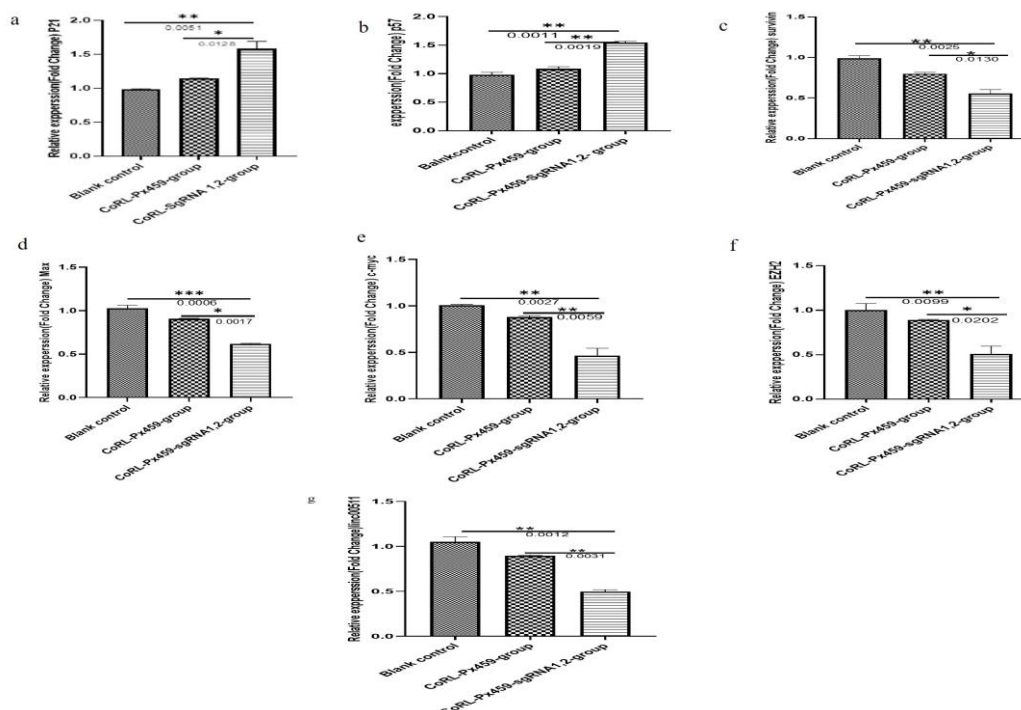 a
Relative expperssion(Fold Change) P21
2.0
1.5
1.0
0.5
0.0
**
0.0051
*
0.0128
Blank control
CoRL-Px459-group
CoRL-SgRNA 1,2-group
b
expperssion(Fold Change) p57
2.0
1.5
1.0
0.5
0.0
**
0.0011
**
0.0019
Balnkcontrol
CoRL-Px459-group
CoRL-Px459-SgRNA1,2- group
c
Relative expperssion(Fold Change) survivin
1.5
1.0
0.5
0.0
**
0.0025
*
0.0130
Blank control
CoRL-Px459-group
CoRL-Px459-sgRNA1,2-group
d
Relative expperssion(Fold Change) Max
1.5
1.0
0.5
0.0
***
0.0006
*
0.0017
Blank control
CoRL-Px459-group
CoRL-Px459-sgRNA1,2-group
e
Relative expperssion(Fold Change) c-myc
1.5
1.0
0.5
0.0
**
0.0027
**
0.0059
Blank control
CoRL-Px459-group
CoRL-Px459-sgRNA1,2-group
f
Relative expperssion(Fold Change) EZH2
1.5
1.0
0.5
0.0
**
0.0099
*
0.0202
Blank control
CoRL-Px459-group
CoRL-Px459-sgRNA1,2-group
g
Relative expperssion(Fold Change)linc00511
1.5
1.0
0.5
0.0
**
0.0012
**
0.0031
Blank control
CoRL-Px459-group
CoRL-Px459-sgRNA1,2-group